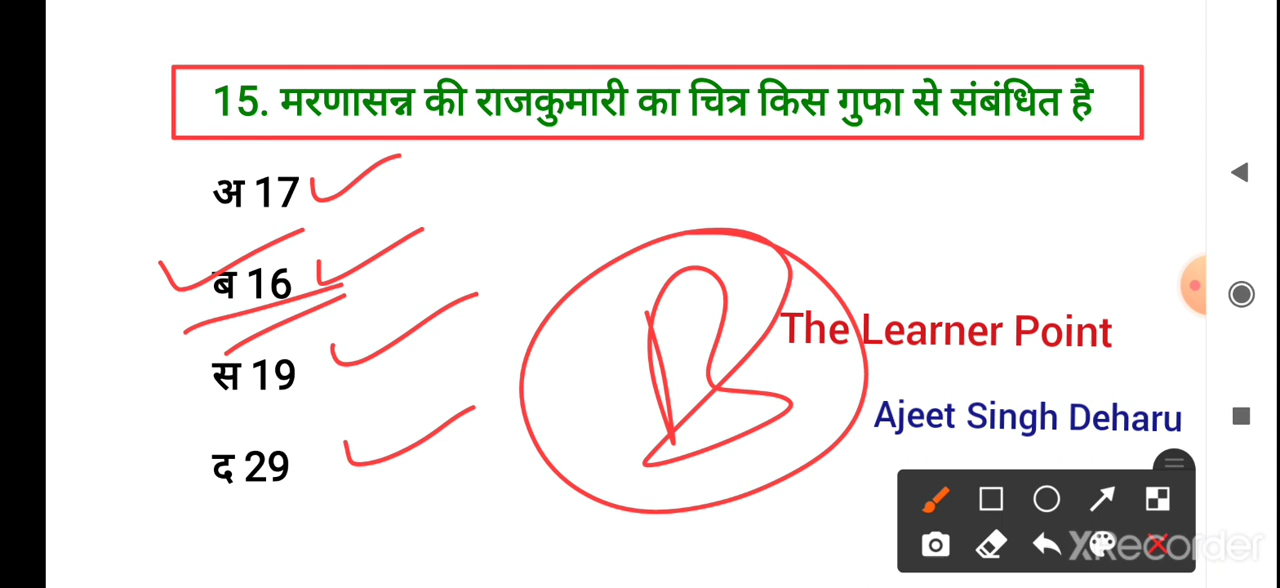 15. मरणासन्न की राजकुमारी का चित्र किस गुफा से संबंधित है
अ 17
ब 16
स 19
द 29
B
The Learner Point
Ajeet Singh Deharu
XRecorder